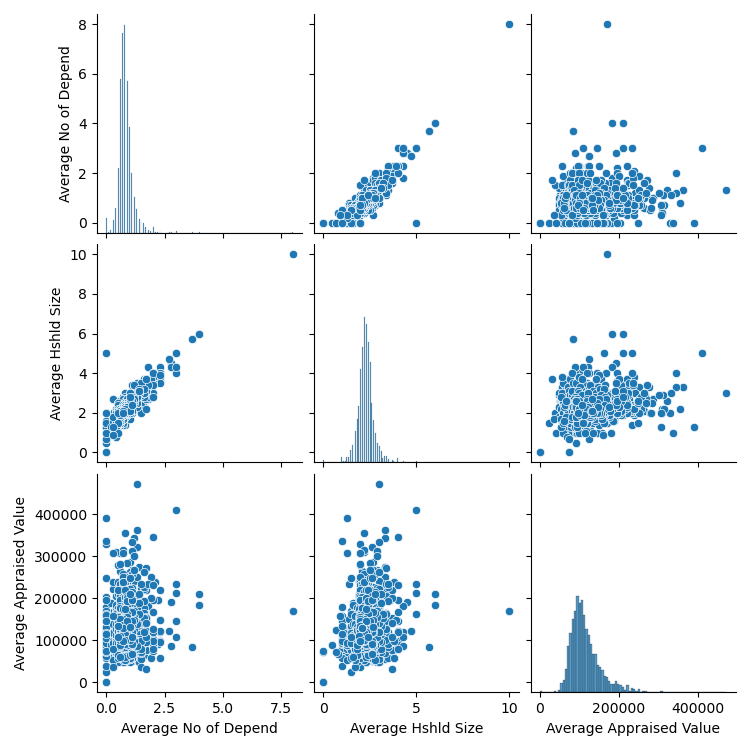 8
6
4
2
0
Average No of Depend
10
8
6
4
2
0
Average Hshld Size
400000
300000
200000
100000
0
Average Appraised Value
0.0 2.5 5.0 7.5
Average No of Depend
0 5 10
Average Hshld Size
0 200000 400000
Average Appraised Value